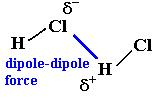 δ⁻
Cl
H
Cl
dipole-dipole
H
force
δ⁺